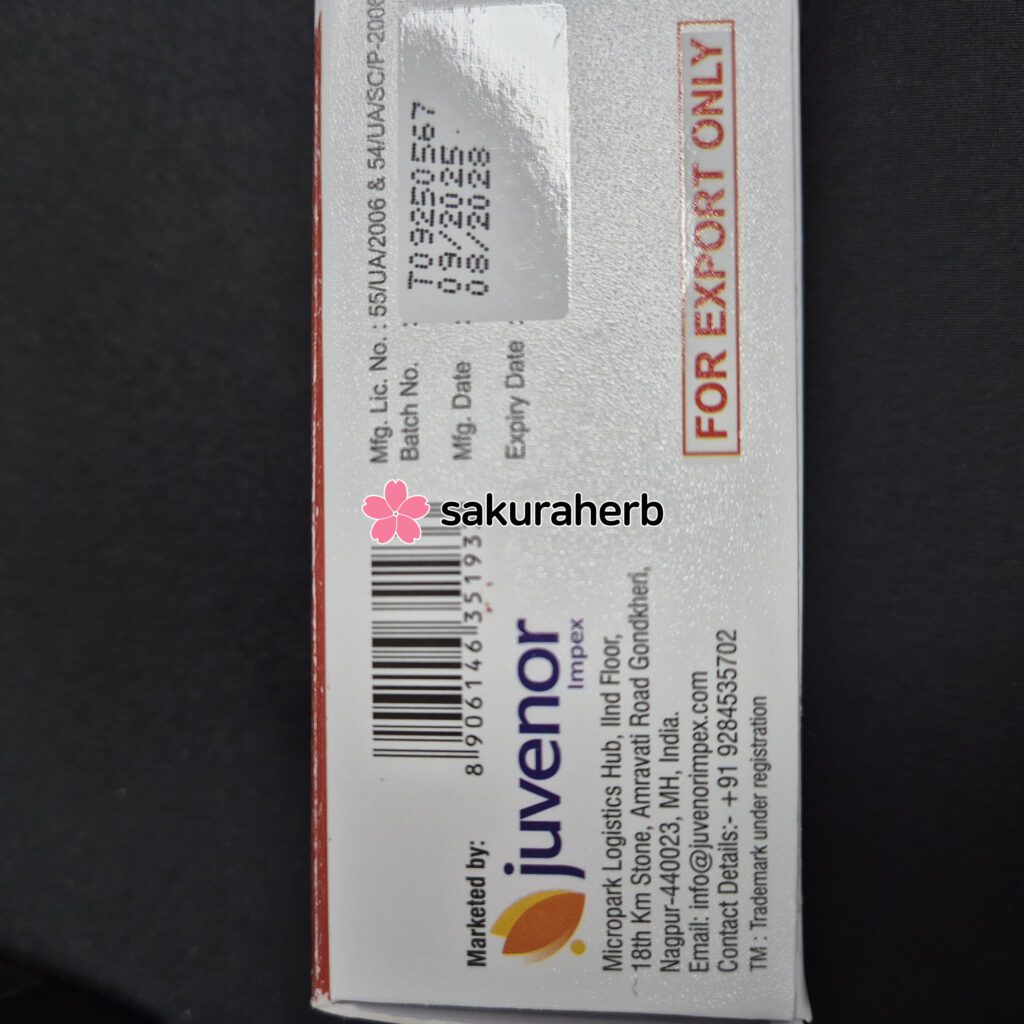 Mfg. Lic. No. : 55/UA/2006 & 54/UA/SC/P-2006
Batch No. : T09250567
Mfg. Date : 09/2025
Expiry Date : 08/2028
FOR EXPORT ONLY
8 906146 35193
sakuraherb
Marketed by:
juvenor
Impex
Micropark Logistics Hub, IInd Floor,
18th Km Stone, Amravati Road Gondkheri,
Nagpur-440023, MH, India.
Email: info@juvenorimpex.com
Contact Details:- +91 9284535702
TM : Trademark under registration